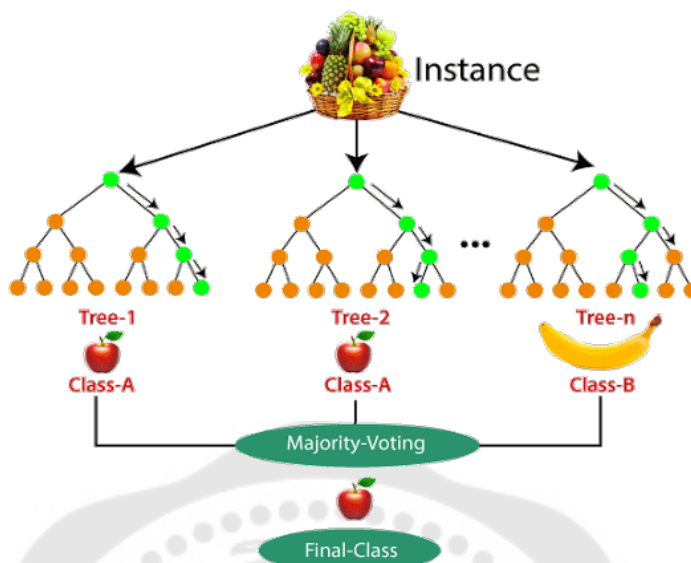 Instance
...
Tree-1
Tree-2
Tree-n
Class-A
Class-A
Class-B
Majority-Voting
Final-Class